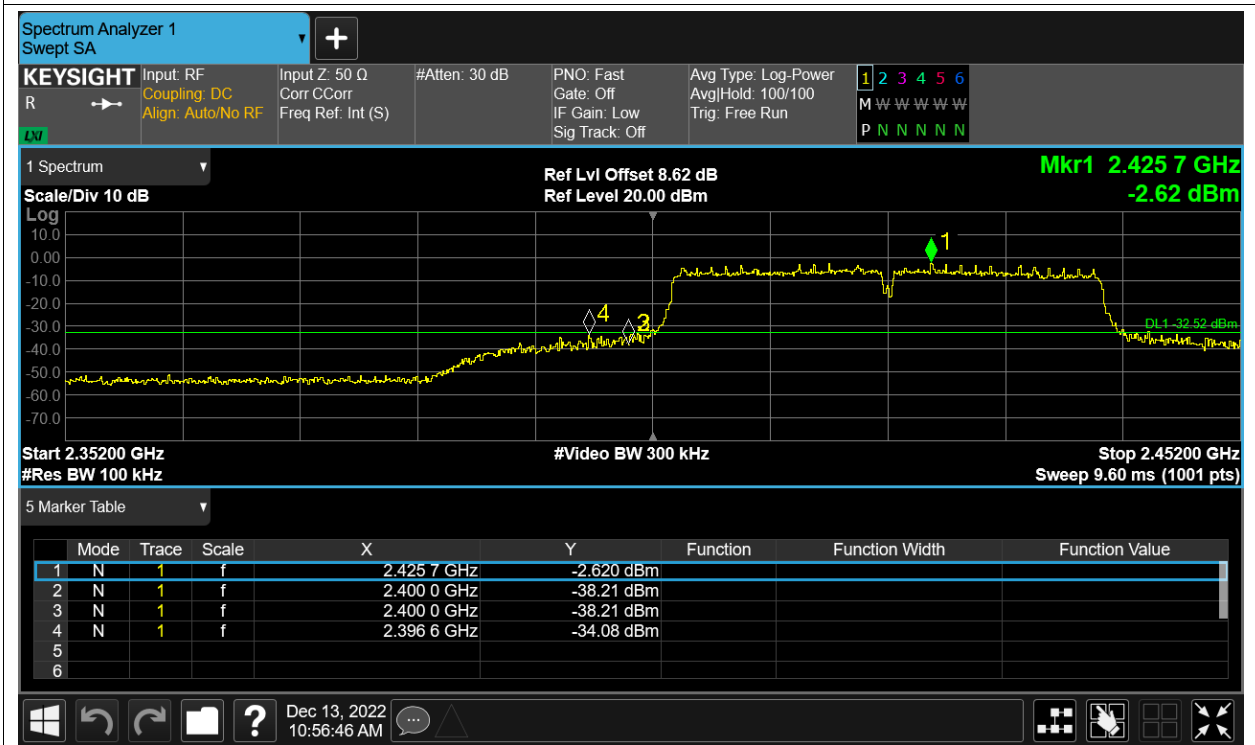 Spectrum Analyzer 1
Swept SA
KEYSIGHT
R
LXI
Input: RF
Coupling: DC
Align: Auto/No RF
Input Z: 50 Ω
Corr CCorr
Freq Ref: Int (S)
#Atten: 30 dB
PNO: Fast
Gate: Off
IF Gain: Low
Sig Track: Off
Avg Type: Log-Power
Avg|Hold: 100/100
Trig: Free Run
1 2 3 4 5 6
M W W W W W
P N N N N N
1 Spectrum
Scale/Div 10 dB
Ref Lvl Offset 8.62 dB
Ref Level 20.00 dBm
Mkr1 2.425 7 GHz
-2.62 dBm
Log
10.0
0.00
-10.0
-20.0
-30.0
-40.0
-50.0
-60.0
-70.0
1
4
3
DL1 -32.52 dBm
Start 2.35200 GHz
#Res BW 100 kHz
#Video BW 300 kHz
Stop 2.45200 GHz
Sweep 9.60 ms (1001 pts)
5 Marker Table
Mode Trace Scale X Y Function Function Width Function Value
1 N 1 f 2.425 7 GHz -2.620 dBm
2 N 1 f 2.400 0 GHz -38.21 dBm
3 N 1 f 2.400 0 GHz -38.21 dBm
4 N 1 f 2.396 6 GHz -34.08 dBm
5
6
?
Dec 13, 2022
10:56:46 AM